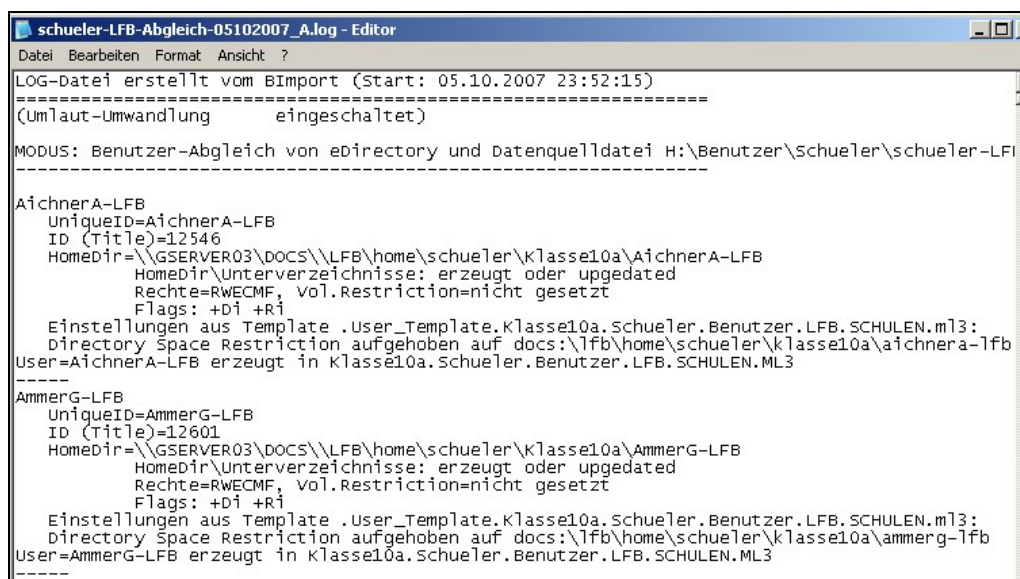 schueler-LFB-Abgleich-05102007_A.log - Editor
Datei Bearbeiten Format Ansicht ?
LOG-Datei erstellt vom BImport (Start: 05.10.2007 23:52:15)
================================================================
(Umlaut-Umwandlung eingeschaltet)
MODUS: Benutzer-Abgleich von eDirectory und Datenquelldatei H:\Benutzer\Schueler\schueler-LF
----------------------------------------------------------------
AichnerA-LFB
UniqueID=AichnerA-LFB
ID (Title)=12546
HomeDir=\\GSERVER03\DOCS\\LFB\home\schueler\Klasse10a\AichnerA-LFB
HomeDir\Unterverzeichnisse: erzeugt oder upgedated
Rechte=RWECMF, Vol.Restriction=nicht gesetzt
Flags: +Di +Ri
Einstellungen aus Template .User_Template.Klasse10a.Schueler.Benutzer.LFB.SCHULEN.ml3:
Directory Space Restriction aufgehoben auf docs:\lfb\home\schueler\klasse10a\aichnera-lfb
User=AichnerA-LFB erzeugt in Klasse10a.Schueler.Benutzer.LFB.SCHULEN.ML3
-----
AmmerG-LFB
UniqueID=AmmerG-LFB
ID (Title)=12601
HomeDir=\\GSERVER03\DOCS\\LFB\home\schueler\Klasse10a\AmmerG-LFB
HomeDir\Unterverzeichnisse: erzeugt oder upgedated
Rechte=RWECMF, Vol.Restriction=nicht gesetzt
Flags: +Di +Ri
Einstellungen aus Template .User_Template.Klasse10a.Schueler.Benutzer.LFB.SCHULEN.ml3:
Directory Space Restriction aufgehoben auf docs:\lfb\home\schueler\klasse10a\ammerg-lfb
User=AmmerG-LFB erzeugt in Klasse10a.Schueler.Benutzer.LFB.SCHULEN.ML3
-----